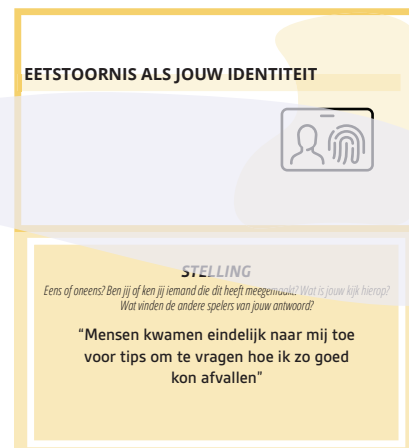 EETSTOORNIS ALS JOUW IDENTITEIT
STELLING
Eens of oneens? Ben jij of ken jij iemand die dit heeft meegemaakt? Wat is jouw kijk hierop?
Wat vinden de andere spelers van jouw antwoord?
“Mensen kwamen eindelijk naar mij toe
voor tips om te vragen hoe ik zo goed
kon afvallen”